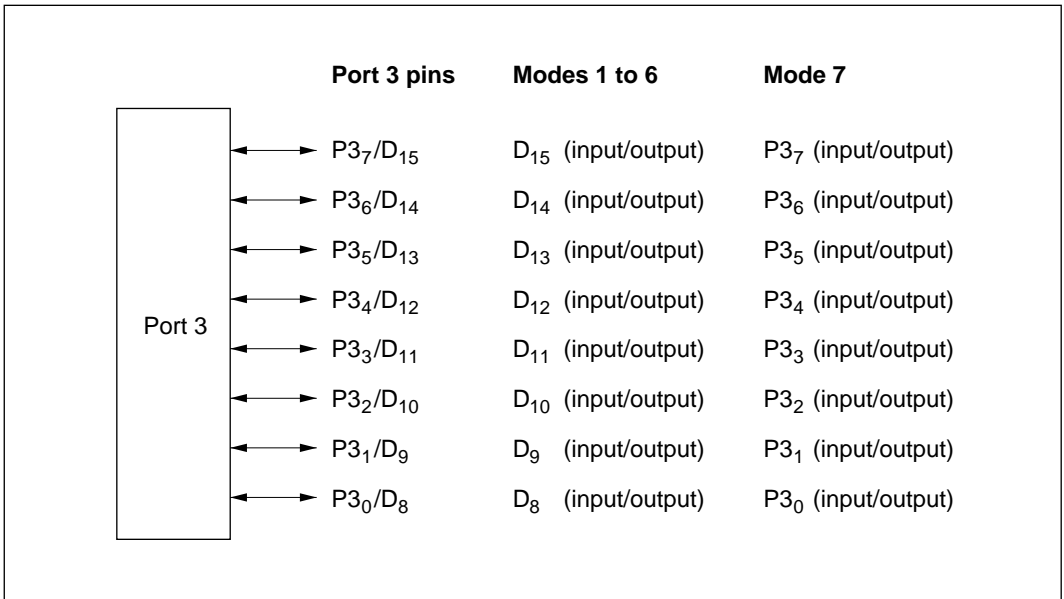 Port 3 pins Modes 1 to 6 Mode 7
P3₇/D₁₅ D₁₅ (input/output) P3₇ (input/output)
P3₆/D₁₄ D₁₄ (input/output) P3₆ (input/output)
P3₅/D₁₃ D₁₃ (input/output) P3₅ (input/output)
P3₄/D₁₂ D₁₂ (input/output) P3₄ (input/output)
Port 3
P3₃/D₁₁ D₁₁ (input/output) P3₃ (input/output)
P3₂/D₁₀ D₁₀ (input/output) P3₂ (input/output)
P3₁/D₉ D₉ (input/output) P3₁ (input/output)
P3₀/D₈ D₈ (input/output) P3₀ (input/output)